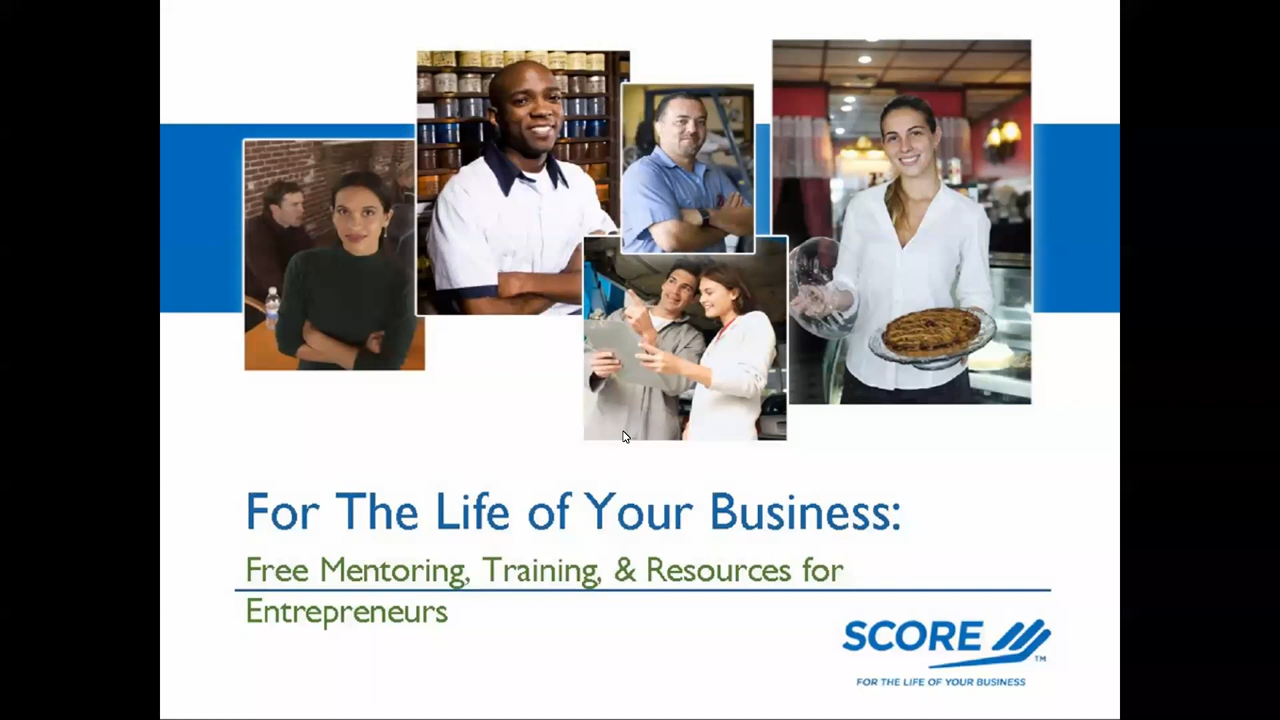 For The Life of Your Business:
Free Mentoring, Training, & Resources for
Entrepreneurs
SCORE
TM
FOR THE LIFE OF YOUR BUSINESS